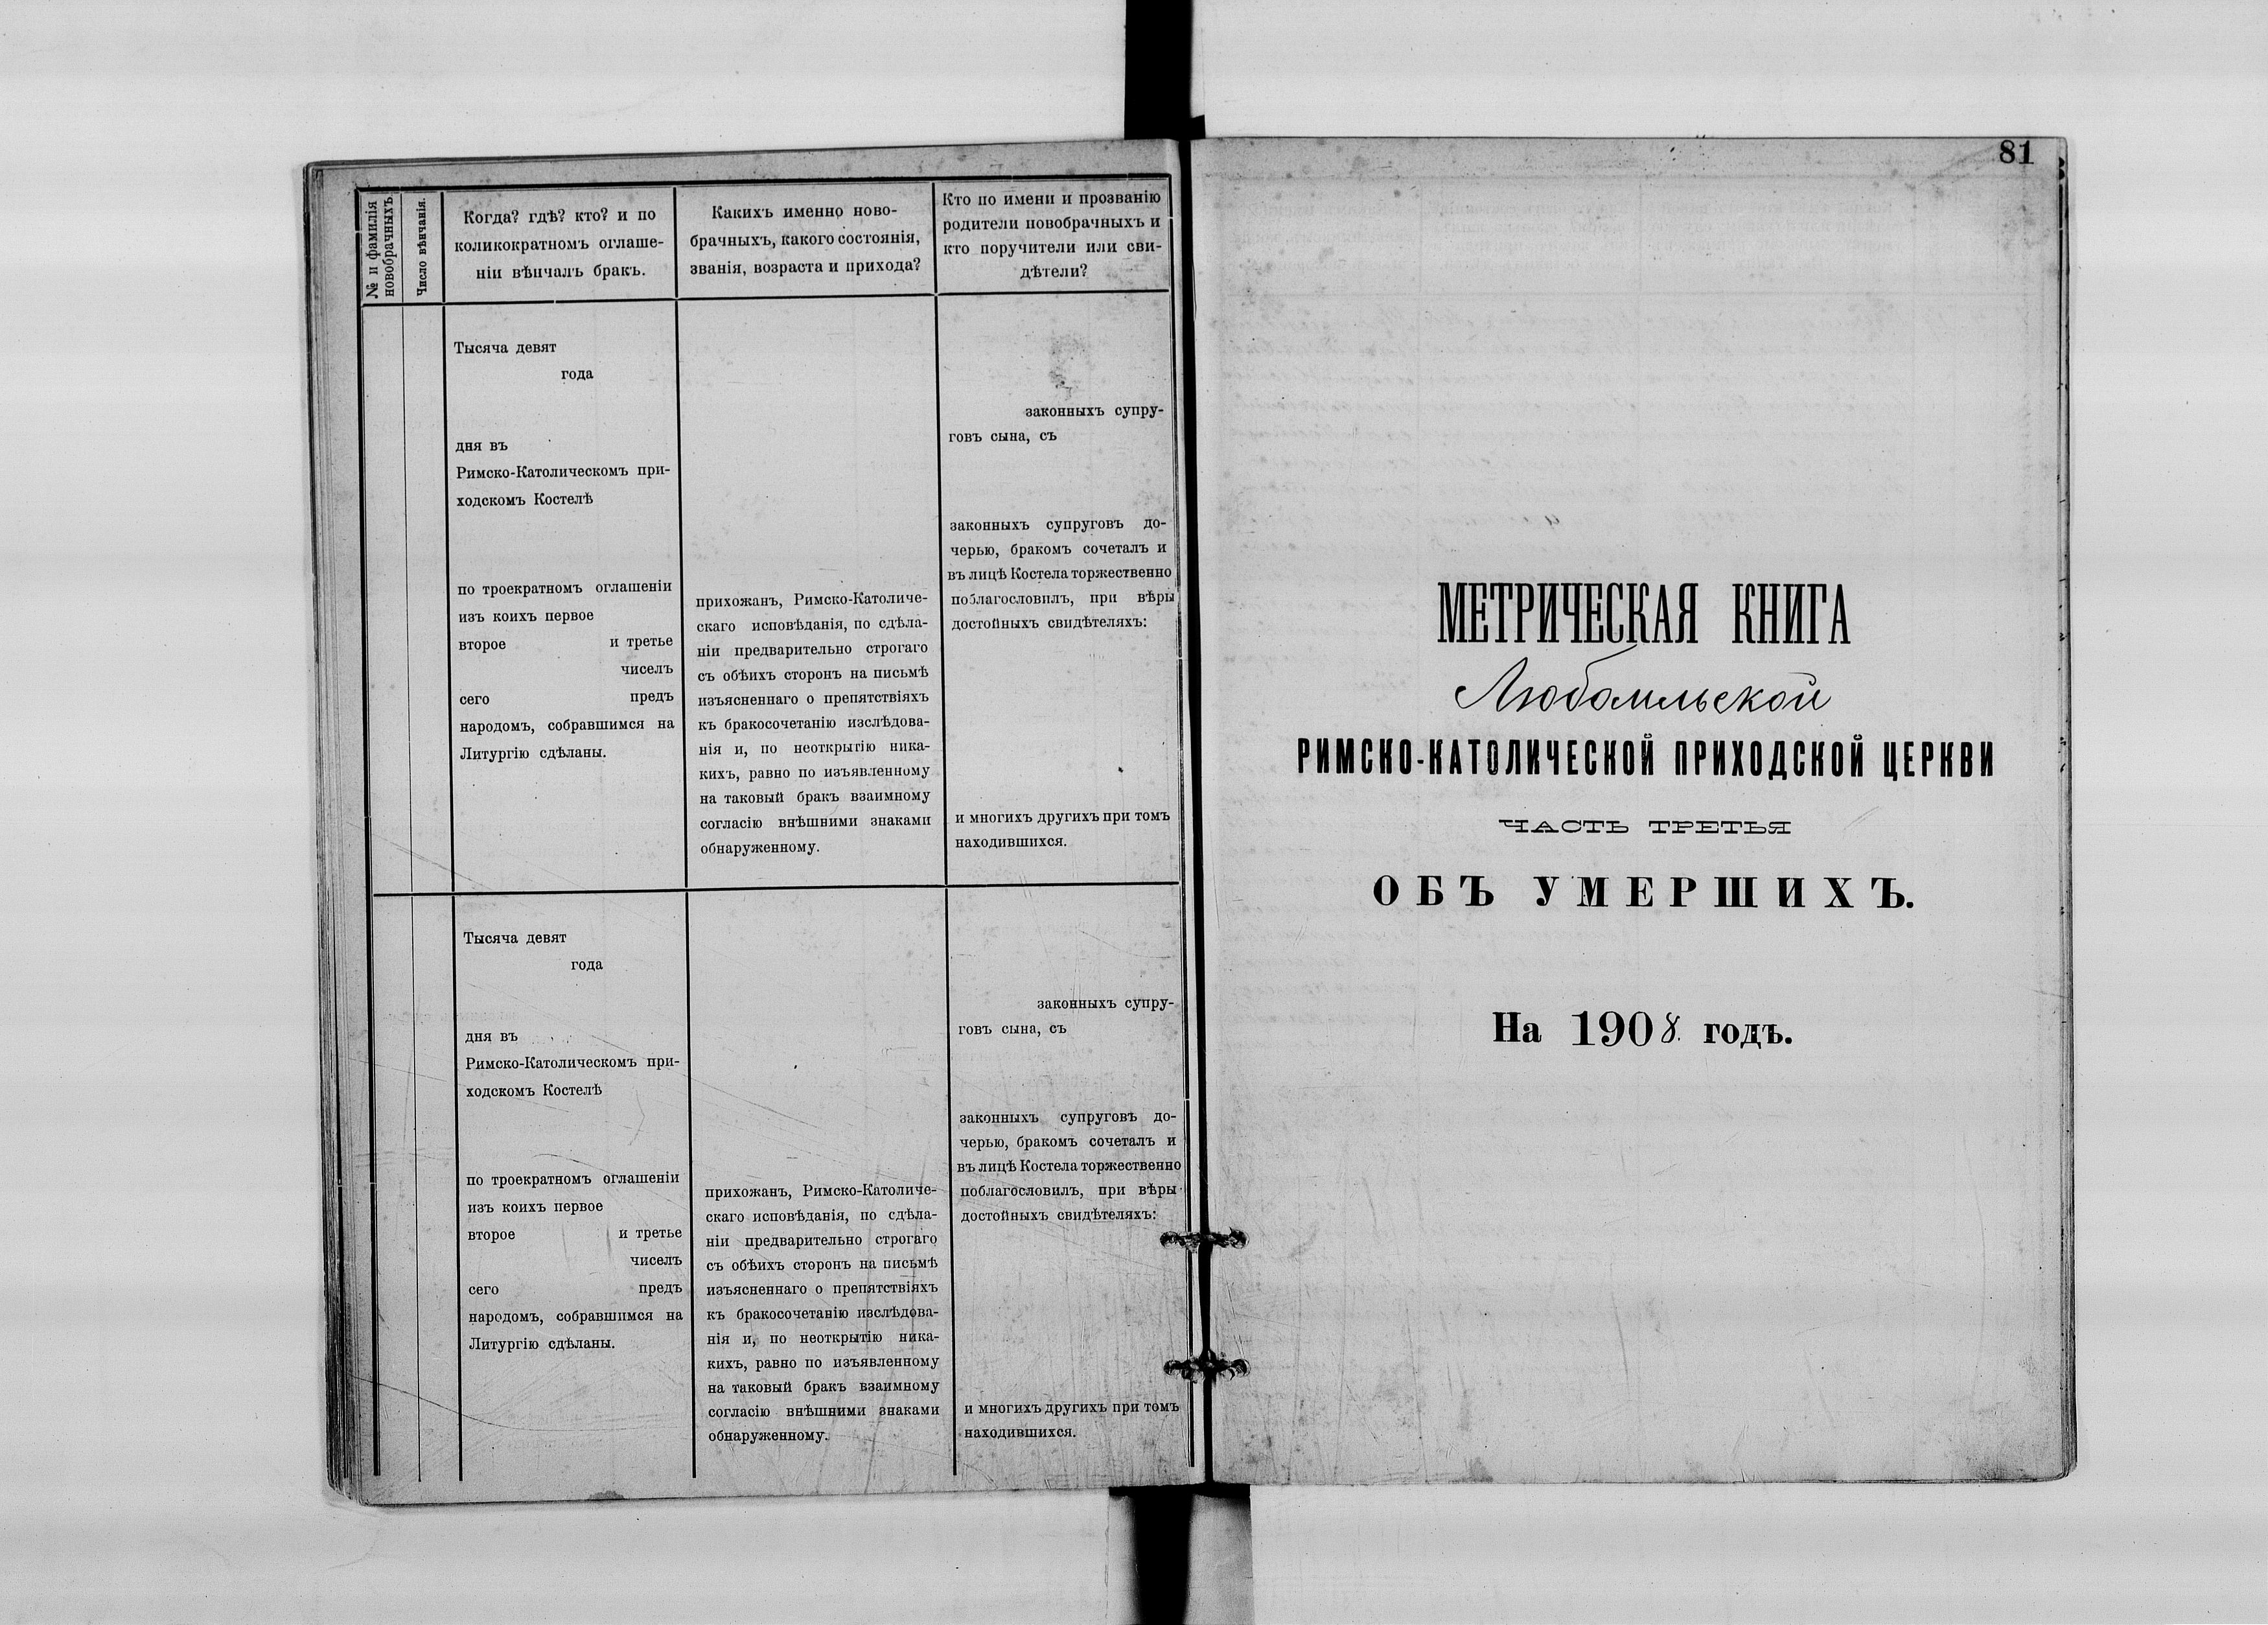 № и фамилія
новобрачныхъ
Число вѣнчанія.
Когда? гдѣ? кто? и по
коликократномъ оглаше-
ніи вѣнчалъ бракъ.
Какихъ именно ново-
брачныхъ, какого состоянія,
званія, возраста и прихода?
Кто по имени и прозванію
родители новобрачныхъ и
кто поручители или сви-
дѣтели?
Тысяча девят
года
дня въ
Римско-Католическомъ при-
ходскомъ Костелѣ
по троекратномъ оглашеніи
изъ коихъ первое
второе и третье
чиселъ
сего предъ
народомъ, собравшимся на
Литургію сдѣланы.
прихожанъ, Римско-Католиче-
скаго исповѣданія, по сдѣла-
ніи предварительно строгаго
съ обѣихъ сторонъ на письмѣ
изъясненнаго о препятствіяхъ
къ бракосочетанію изслѣдова-
нія и, по неоткрытію ника-
кихъ, равно по изъявленному
на таковый бракъ взаимному
согласію внѣшними знаками
обнаруженному.
законныхъ супру-
говъ сына, съ
законныхъ супруговъ до-
черью, бракомъ сочеталъ и
въ лицѣ Костела торжественно
поблагословилъ, при вѣры
достойныхъ свидѣтеляхъ:
и многихъ другихъ при томъ
находившихся.
Тысяча девят
года
дня въ
Римско-Католическомъ при-
ходскомъ Костелѣ
по троекратномъ оглашеніи
изъ коихъ первое
второе и третье
чиселъ
сего предъ
народомъ, собравшимся на
Литургію сдѣланы.
прихожанъ, Римско-Католиче-
скаго исповѣданія, по сдѣла-
ніи предварительно строгаго
съ обѣихъ сторонъ на письмѣ
изъясненнаго о препятствіяхъ
къ бракосочетанію изслѣдова-
нія и, по неоткрытію ника-
кихъ, равно по изъявленному
на таковый бракъ взаимному
согласію внѣшними знаками
обнаруженному.
законныхъ супру-
говъ сына, съ
законныхъ супруговъ до-
черью, бракомъ сочеталъ и
въ лицѣ Костела торжественно
поблагословилъ, при вѣры
достойныхъ свидѣтеляхъ:
и многихъ другихъ при томъ
находившихся.
81
МЕТРИЧЕСКАЯ КНИГА
Любомльской
РИМСКО-КАТОЛИЧЕСКОЙ ПРИХОДСКОЙ ЦЕРКВИ
ЧАСТЬ ТРЕТЬЯ
ОБЪ УМЕРШИХЪ.
На 1908. годъ.